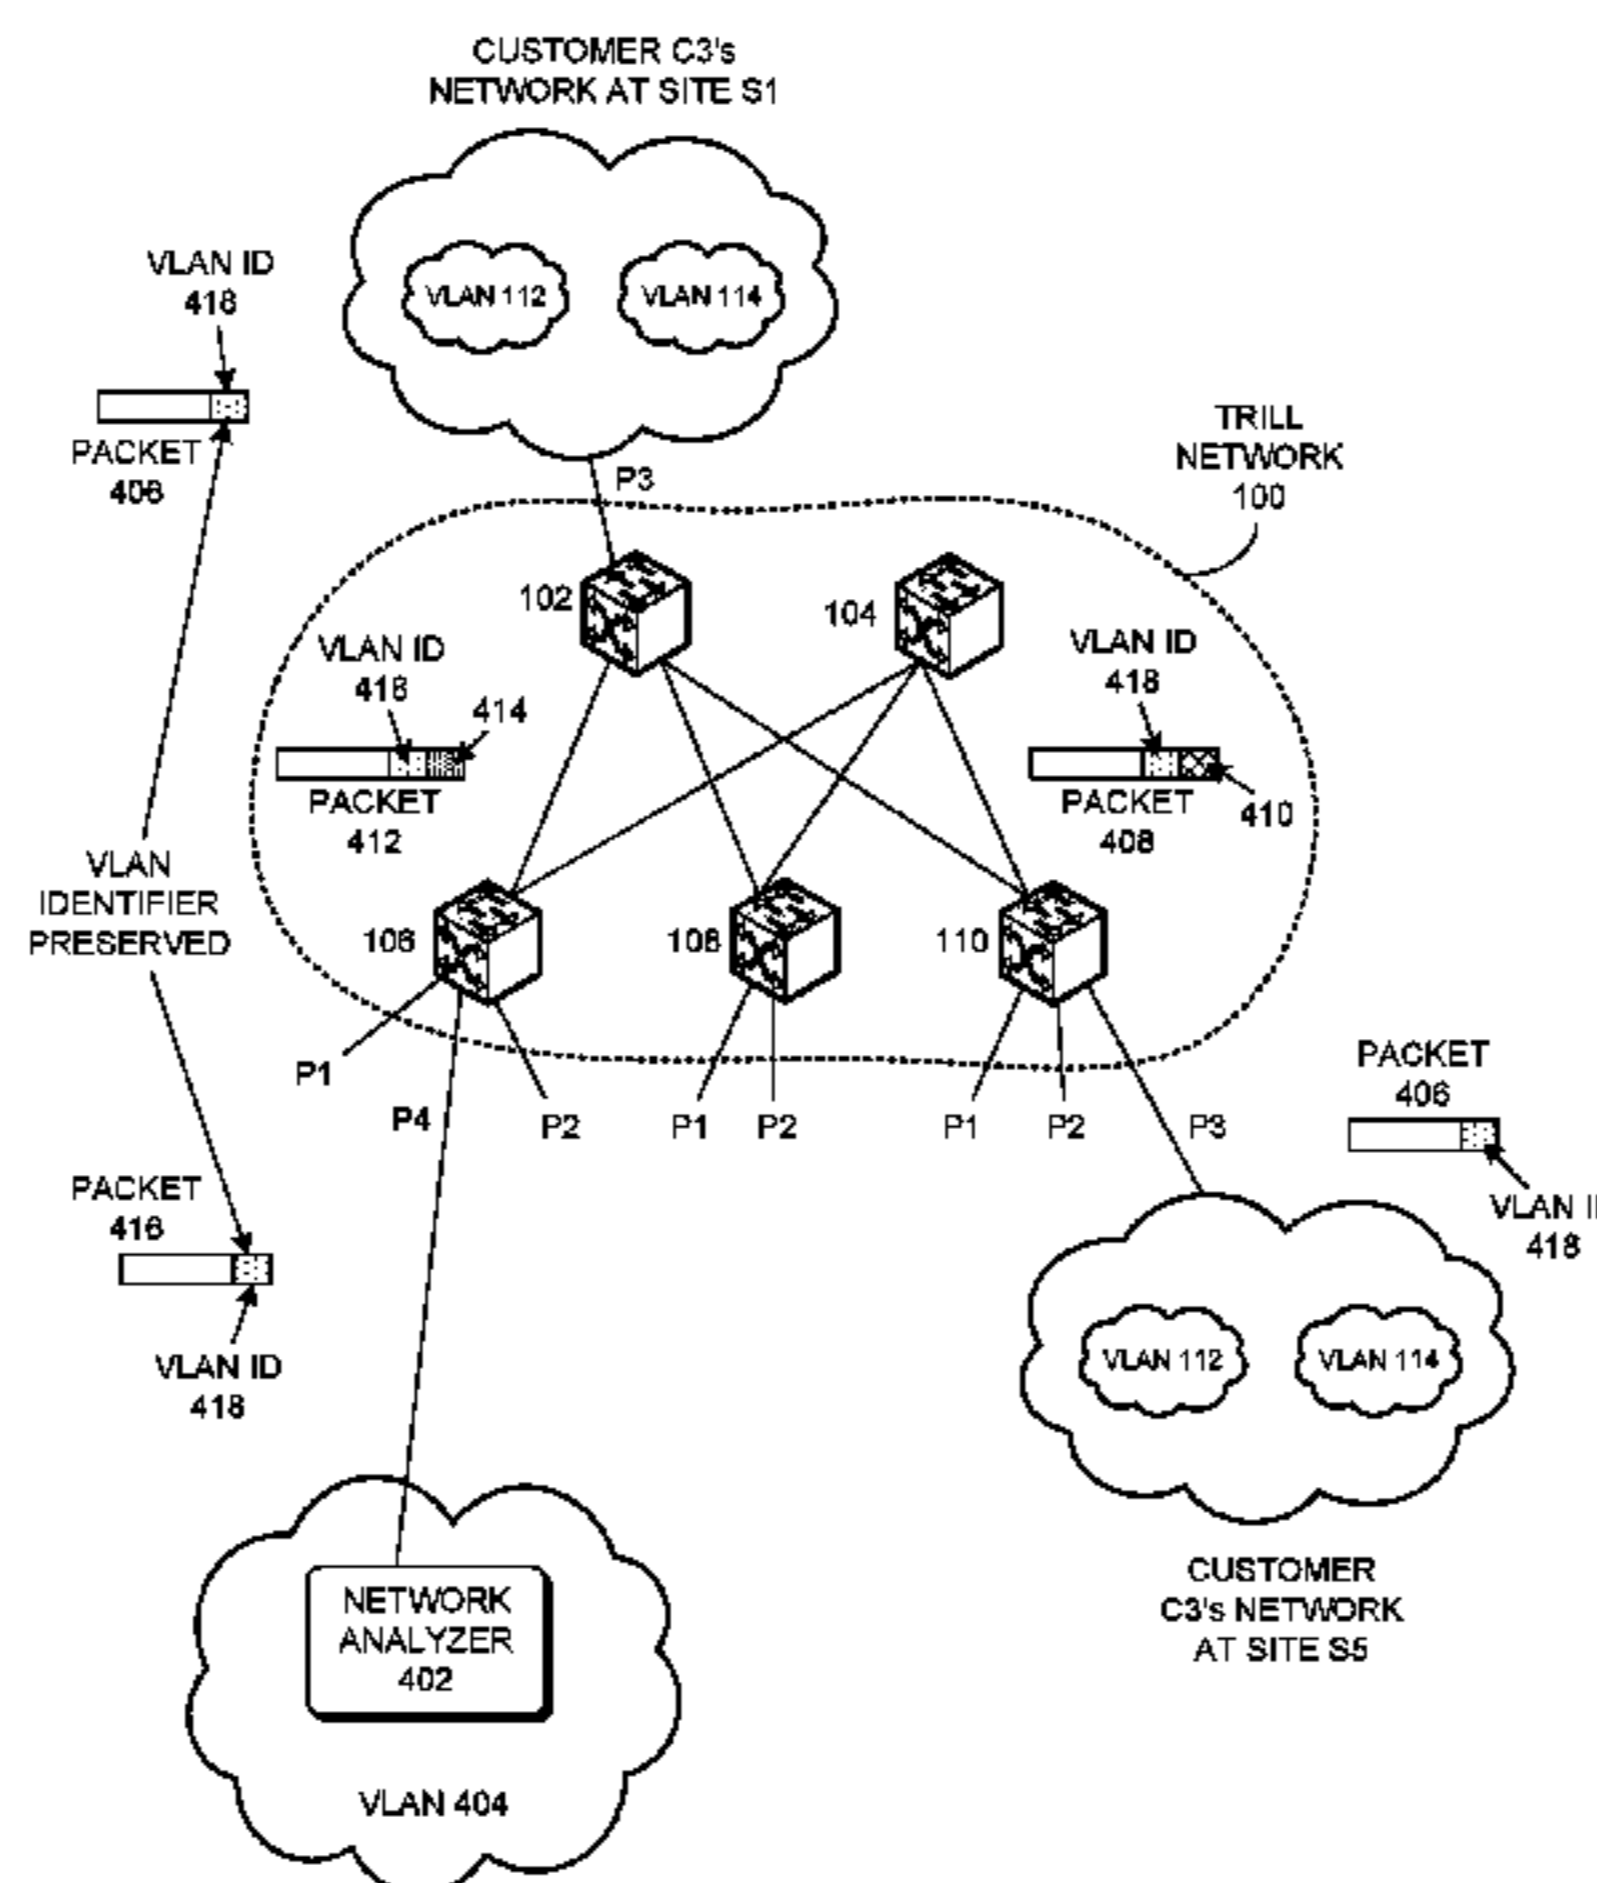 CUSTOMER C3's
NETWORK AT SITE S1
VLAN ID
418
VLAN 112
VLAN 114
PACKET
406
TRILL
NETWORK
100
P3
102
104
VLAN ID
418
414
VLAN ID
418
PACKET
412
PACKET
408
410
VLAN
IDENTIFIER
PRESERVED
106
108
110
P1
P4
P2
P1
P2
P1
P2
P3
PACKET
406
PACKET
416
VLAN I
418
VLAN ID
418
VLAN 112
VLAN 114
NETWORK
ANALYZER
402
CUSTOMER
C3's NETWORK
AT SITE S5
VLAN 404